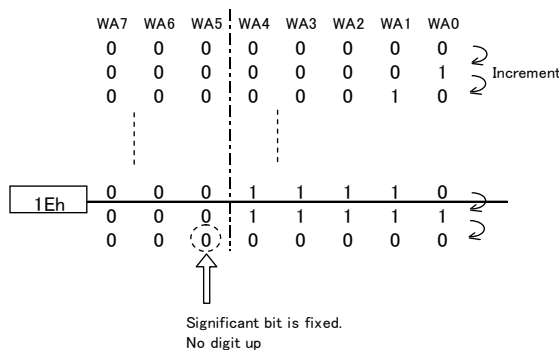 WA7 WA6 WA5 WA4 WA3 WA2 WA1 WA0
0 0 0 0 0 0 0 0
0 0 0 0 0 0 0 1
Increment
0 0 0 0 0 0 1 0
0 0 0 1 1 1 1 0
1Eh
0 0 0 1 1 1 1 1
0 0 0 0 0 0 0 0
Significant bit is fixed.
No digit up